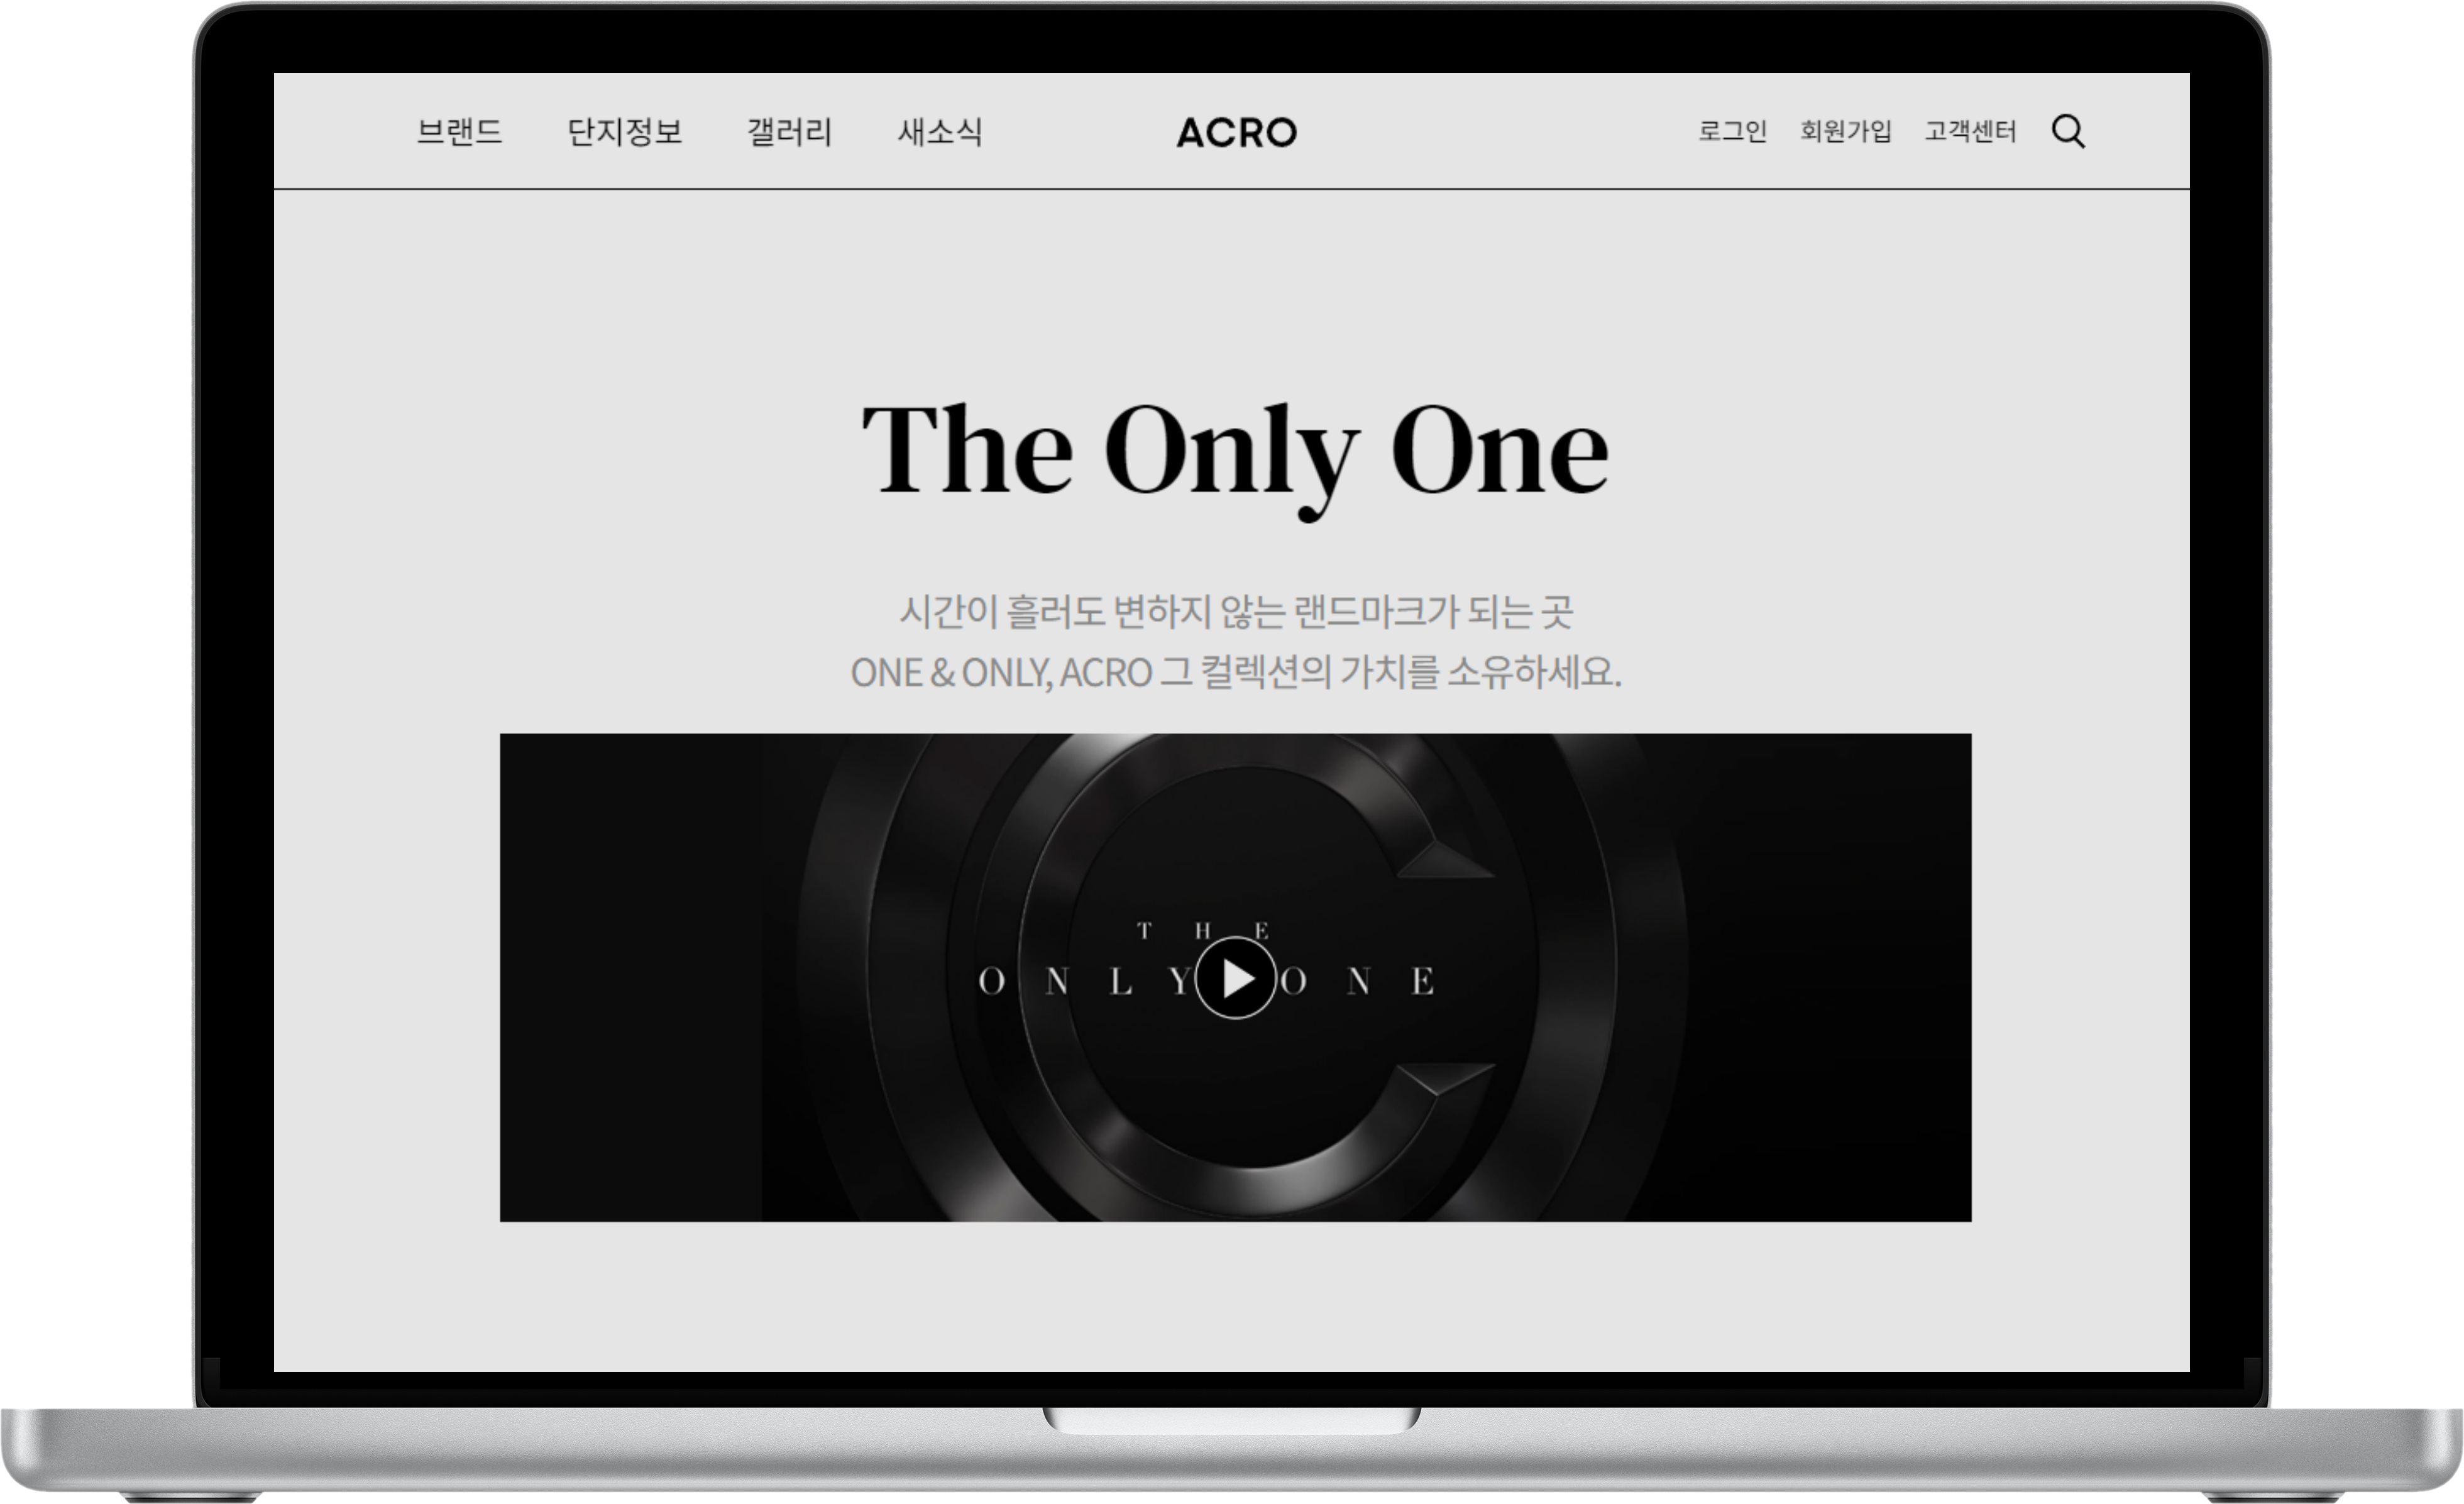 브랜드 단지정보 갤러리 새소식 ACRO 로그인 회원가입 고객센터
The Only One
시간이 흘러도 변하지 않는 랜드마크가 되는 곳
ONE & ONLY, ACRO 그 컬렉션의 가치를 소유하세요.
THE
ONLY ONE